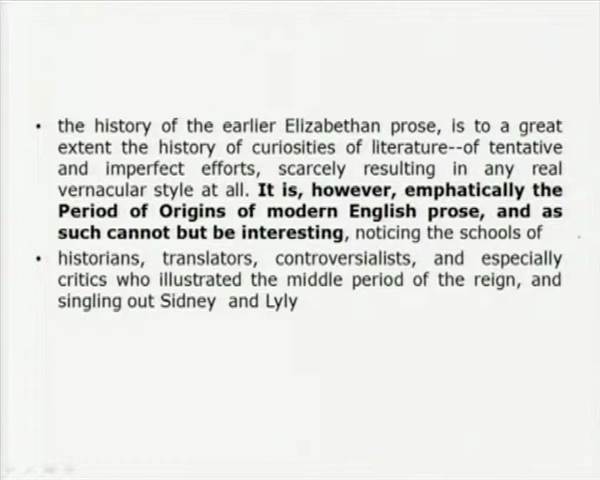 • the history of the earlier Elizabethan prose, is to a great
extent the history of curiosities of literature--of tentative
and imperfect efforts, scarcely resulting in any real
vernacular style at all. It is, however, emphatically the
Period of Origins of modern English prose, and as
such cannot but be interesting, noticing the schools of
• historians, translators, controversialists, and especially
critics who illustrated the middle period of the reign, and
singling out Sidney and Lyly